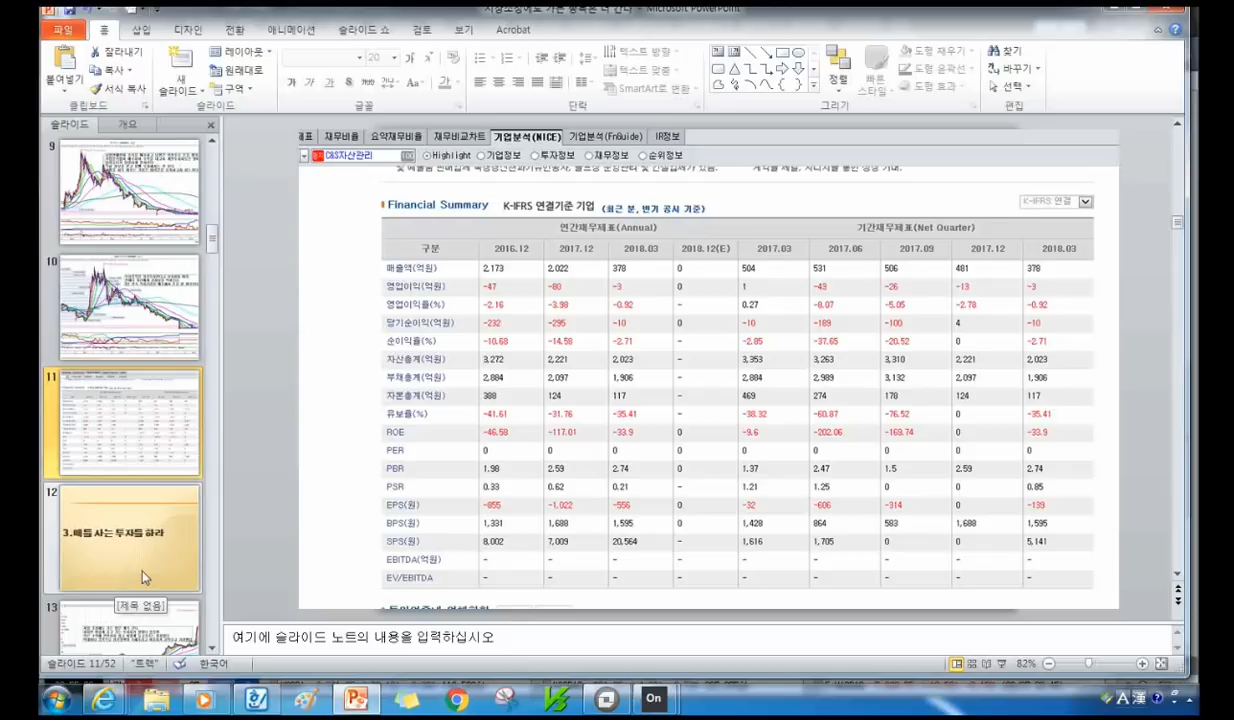 Microsoft PowerPoint
파일 홈 삽입 디자인 전환 애니메이션 슬라이드 쇼 검토 보기 Acrobat
잘라내기 레이아웃 20 텍스트 방향 도형 채우기 찾기
복사 원래대로 텍스트 맞춤 도형 윤곽선 바꾸기
붙여넣기 서식 복사 새 슬라이드 구역 가 가 가 Aa 가 SmartArt로 변환 정렬 빠른 스타일 도형 효과 선택
클립보드 슬라이드 글꼴 단락 그리기 편집
슬라이드 개요
9
10
11
12
3.때를 사는 투자를 하라
[제목 없음]
13
재무비율 요약재무비율 재무비교차트 기업분석(NICE) 기업분석(FnGuide) IR정보
C&S자산관리 Highlight 기업정보 투자정보 재무정보 순위정보
Financial Summary K-IFRS 연결기준 기업 (최근 분, 반기 공시 기준) K-IFRS 연결
연간재무제표(Annual) 기간재무제표(Net Quarter)
구분 2016.12 2017.12 2018.03 2018.12(E) 2017.03 2017.06 2017.09 2017.12 2018.03
매출액(억원) 2,173 2,022 378 0 504 531 506 481 378
영업이익(억원) -47 -80 -3 0 1 -43 -26 -13 -3
영업이익률(%) -2.16 -3.98 -0.92 - 0.27 -8.07 -5.05 -2.78 -0.92
당기순이익(억원) -232 -295 -10 0 -10 -189 -100 4 -10
순이익률(%) -10.68 -14.58 -2.71 - -2.85 -37.65 -20.52 0 -2.71
자산총계(억원) 3,272 2,221 2,023 - 3,353 3,263 3,310 2,221 2,023
부채총계(억원) 2,884 2,097 1,906 - 2,884 2,989 3,132 2,097 1,906
자본총계(억원) 388 124 117 - 469 274 178 124 117
유보률(%) -41.61 -31.76 -35.41 0 -38.32 -60.87 -76.52 0 -35.41
ROE -46.58 -117.01 -33.9 0 -9.6 -202.06 -169.74 0 -33.9
PER 0 0 0 0 0 0 0 0 0
PBR 1.98 2.59 2.74 0 1.37 2.47 1.5 2.59 2.74
PSR 0.33 0.62 0.21 0 1.21 1.25 0 0 0.85
EPS(원) -855 -1,022 -556 0 -32 -606 -314 0 -139
BPS(원) 1,331 1,688 1,595 0 1,428 864 583 1,688 1,595
SPS(원) 8,002 7,009 20,564 - 1,616 1,705 0 0 5,141
EBITDA(억원) - - - - - - - - -
EV/EBITDA - - - - - - - - -
여기에 슬라이드 노트의 내용을 입력하십시오
슬라이드 11/52 "트랙" 한국어 82%
On A 漢